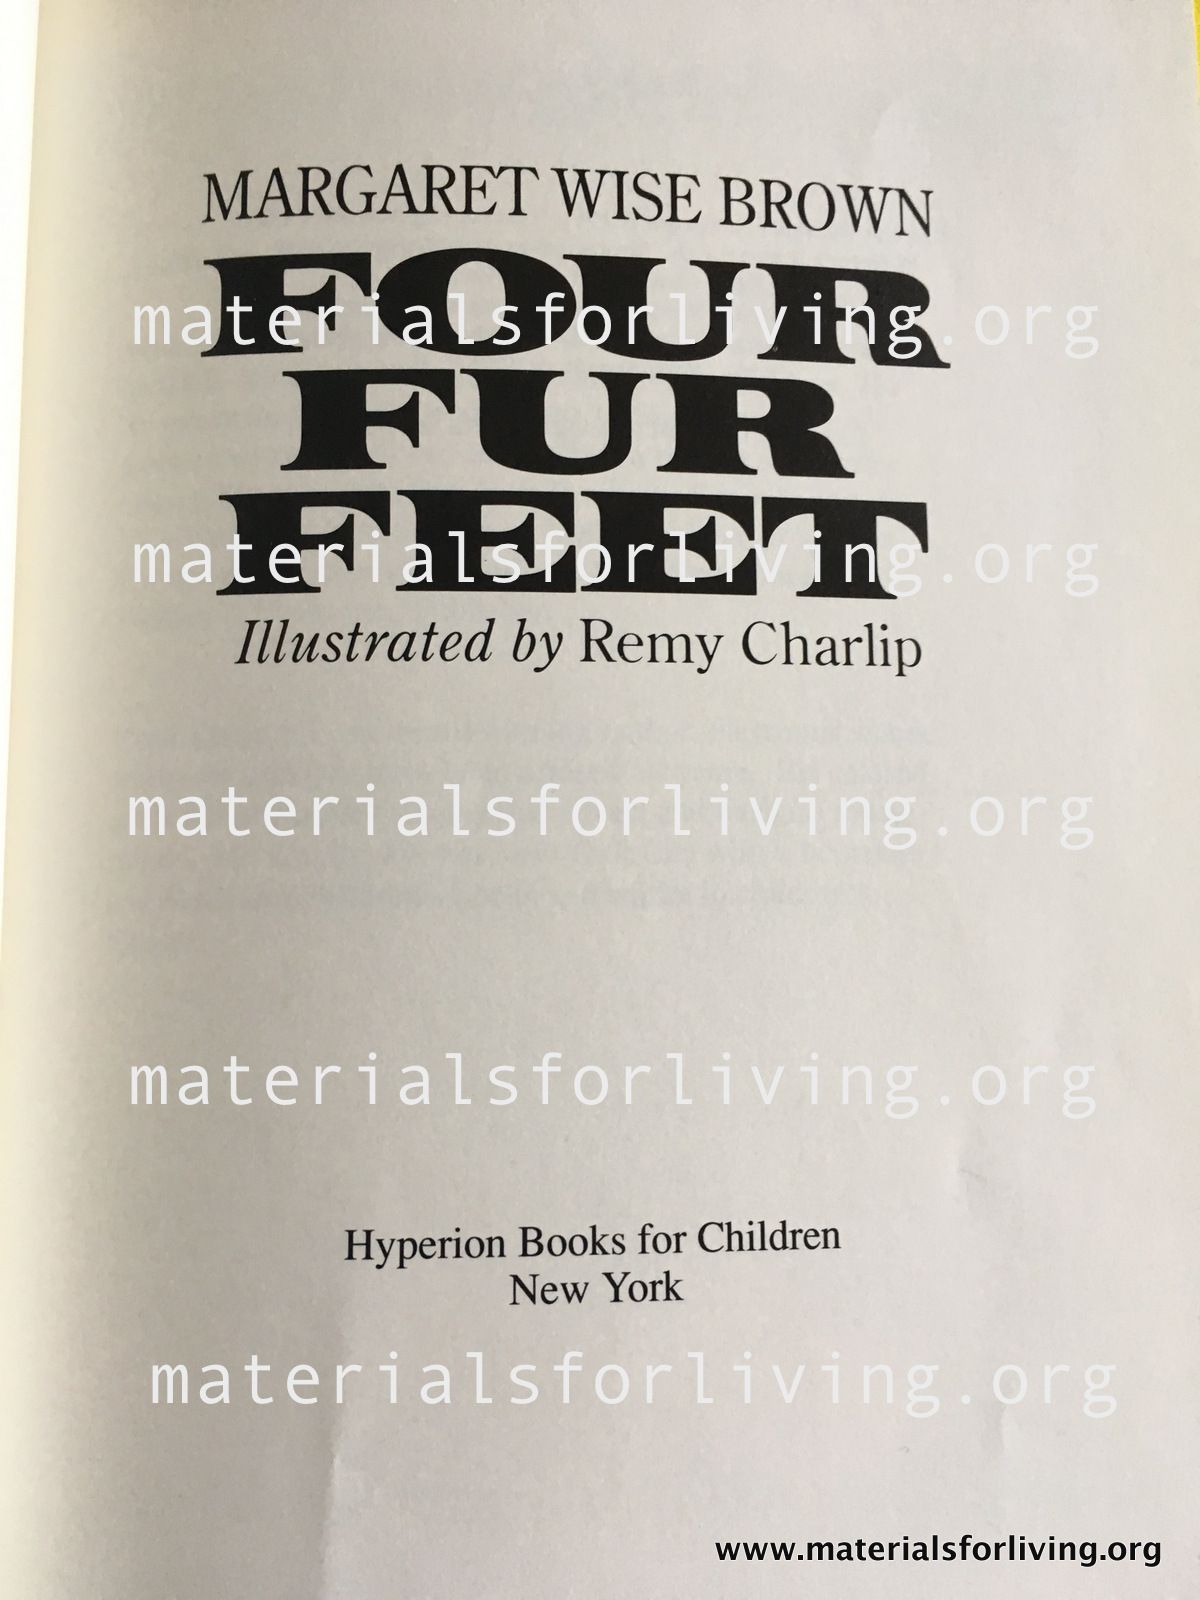 MARGARET WISE BROWN
FOUR
materialsforliving.org
FUR
FEET
materialsforliving.org
Illustrated by Remy Charlip
materialsforliving.org
materialsforliving.org
Hyperion Books for Children
New York
materialsforliving.org
www.materialsforliving.org